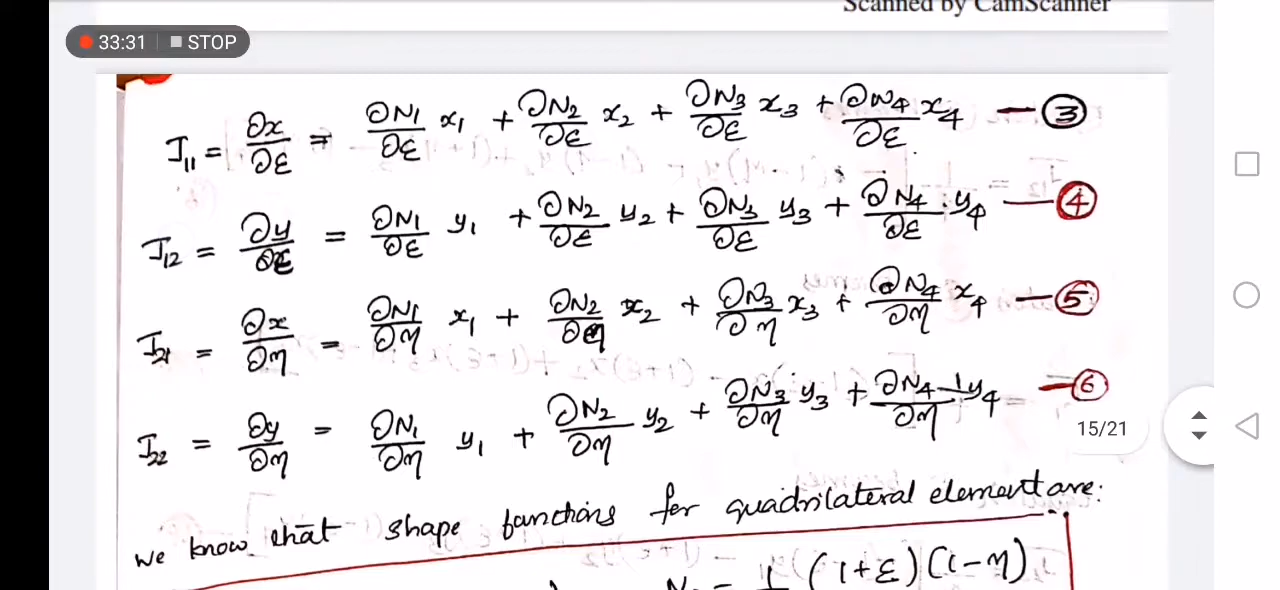 Scanned by CamScanner
33:31 STOP
J₁₁ = ∂x/∂ε = ∂N₁/∂ε x₁ + ∂N₂/∂ε x₂ + ∂N₃/∂ε x₃ + ∂N₄/∂ε x₄ — ③
J₁₂ = ∂y/∂ε = ∂N₁/∂ε y₁ + ∂N₂/∂ε y₂ + ∂N₃/∂ε y₃ + ∂N₄/∂ε y₄ — ④
J₂₁ = ∂x/∂η = ∂N₁/∂η x₁ + ∂N₂/∂η x₂ + ∂N₃/∂η x₃ + ∂N₄/∂η x₄ — ⑤
J₂₂ = ∂y/∂η = ∂N₁/∂η y₁ + ∂N₂/∂η y₂ + ∂N₃/∂η y₃ + ∂N₄/∂η y₄ — ⑥
15/21
we know that shape functions for quadrilateral element are:
(1+ε)(1-η)